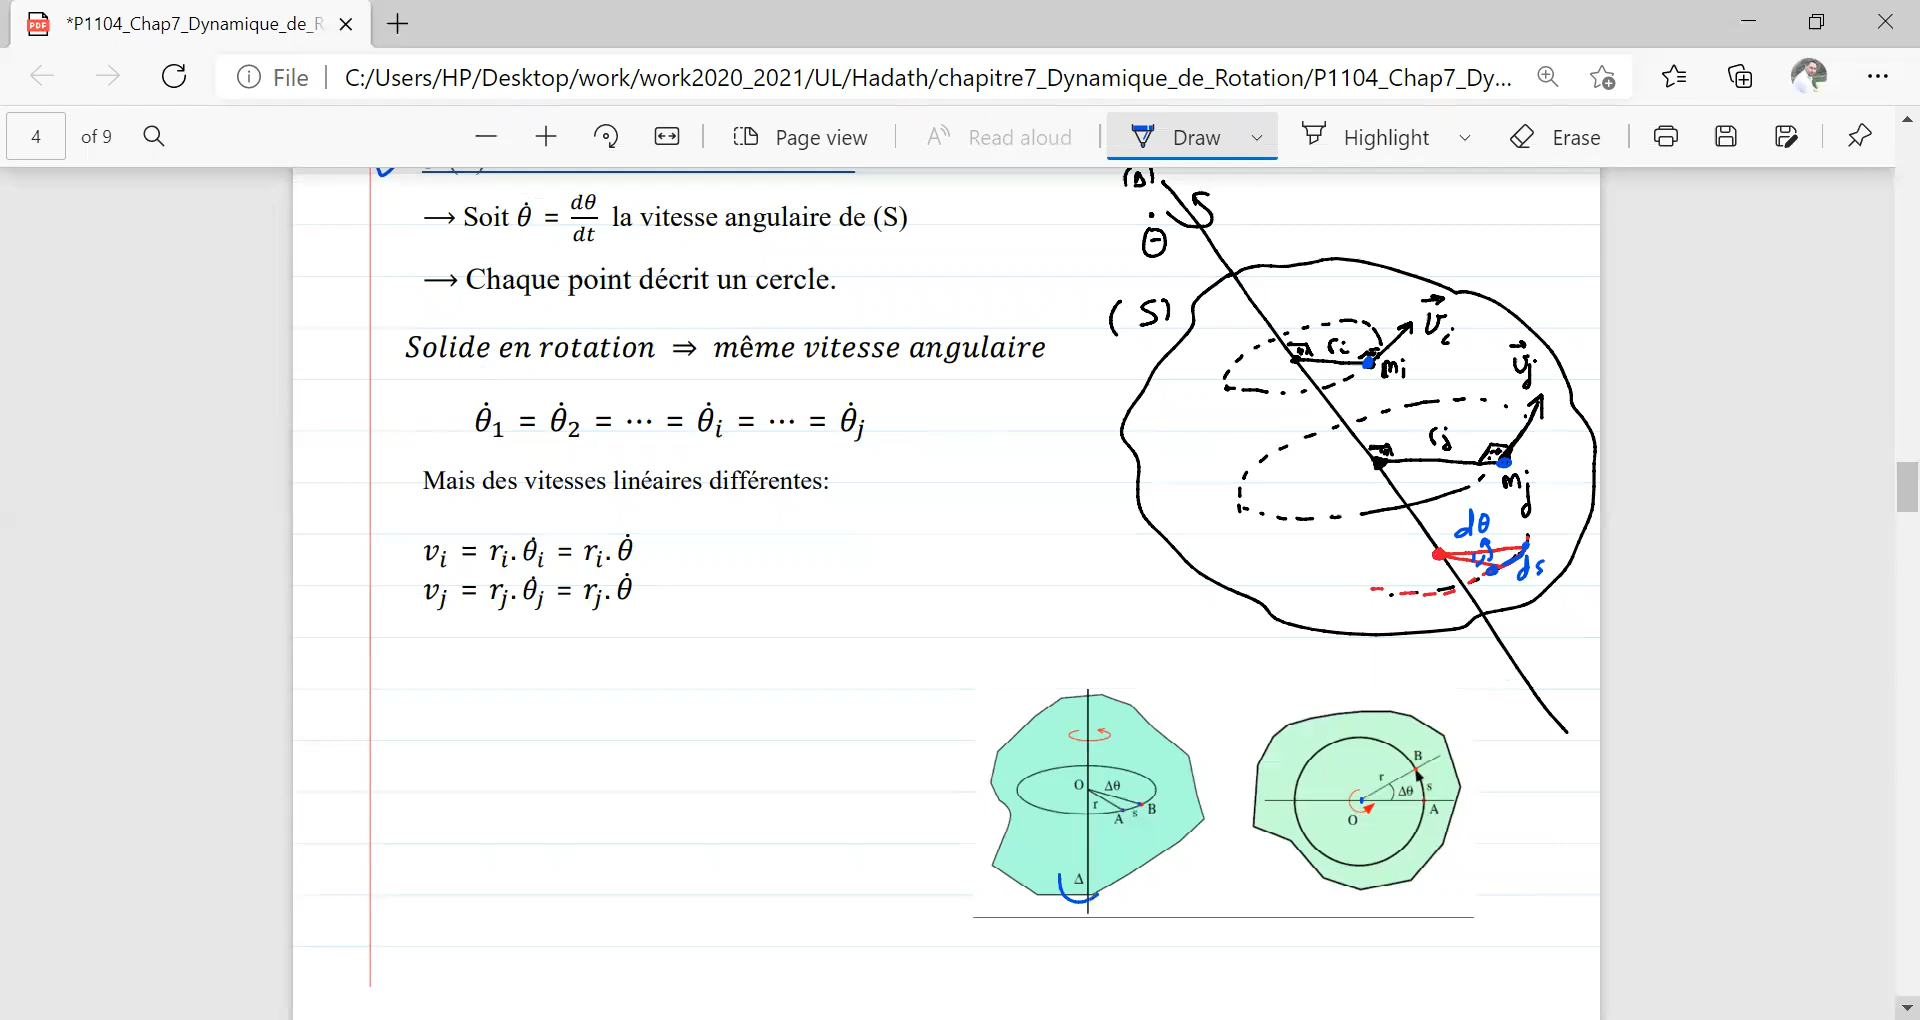 *P1104_Chap7_Dynamique_de_R
File
C:/Users/HP/Desktop/work/work2020_2021/UL/Hadath/chapitre7_Dynamique_de_Rotation/P1104_Chap7_Dy...
4 of 9
Page view
Read aloud
Draw
Highlight
Erase
(Δ)
→ Soit θ̇ = dθ/dt la vitesse angulaire de (S)
θ̇
→ Chaque point décrit un cercle.
(S)
Solide en rotation ⇒ même vitesse angulaire
ri
mi
vi
vj
θ̇1 = θ̇2 = ⋯ = θ̇i = ⋯ = θ̇j
rj
mj
Mais des vitesses linéaires différentes:
dθ
ds
vi = ri.θ̇i = ri.θ̇
vj = rj.θ̇j = rj.θ̇
O Δθ
r
A s B
Δ
B
r
Δθ s
O A